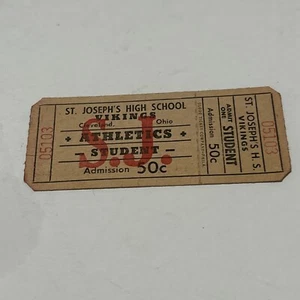 05103
ST. JOSEPH'S HIGH SCHOOL
VIKINGS
Cleveland, Ohio
S.J.
ATHLETICS
STUDENT
Admission 50c
ADMIT
ONE STUDENT
Admission 50c
ST. JOSEPH'S H. S.
VIKINGS
05103